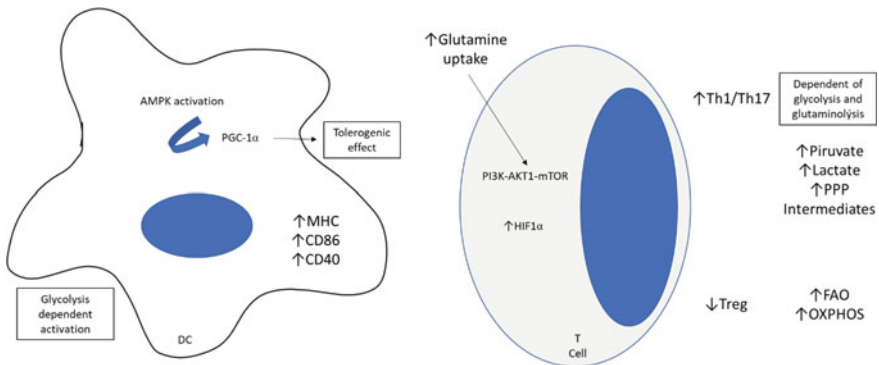 AMPK activation
PGC-1α
Tolerogenic
effect
↑MHC
↑CD86
↑CD40
Glycolysis
dependent
activation
DC
↑Glutamine
uptake
PI3K-AKT1-mTOR
↑HIF1α
T
Cell
↑Th1/Th17
Dependent of
glycolysis and
glutaminolýsis
↑Piruvate
↑Lactate
↑PPP
Intermediates
↓Treg
↑FAO
↑OXPHOS